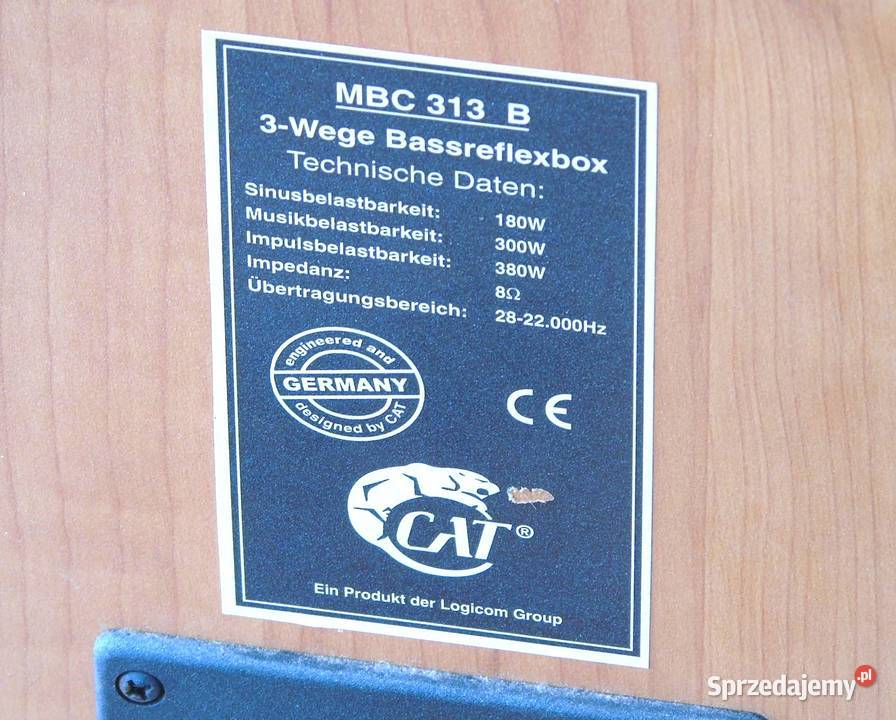 MBC 313 B
3-Wege Bassreflexbox
Technische Daten:
Sinusbelastbarkeit: 180W
Musikbelastbarkeit: 300W
Impulsbelastbarkeit: 380W
Impedanz: 8Ω
Übertragungsbereich: 28-22.000Hz
engineered and
GERMANY
designed by CAT
CE
CAT®
Ein Produkt der Logicom Group
Sprzedajemy.pl